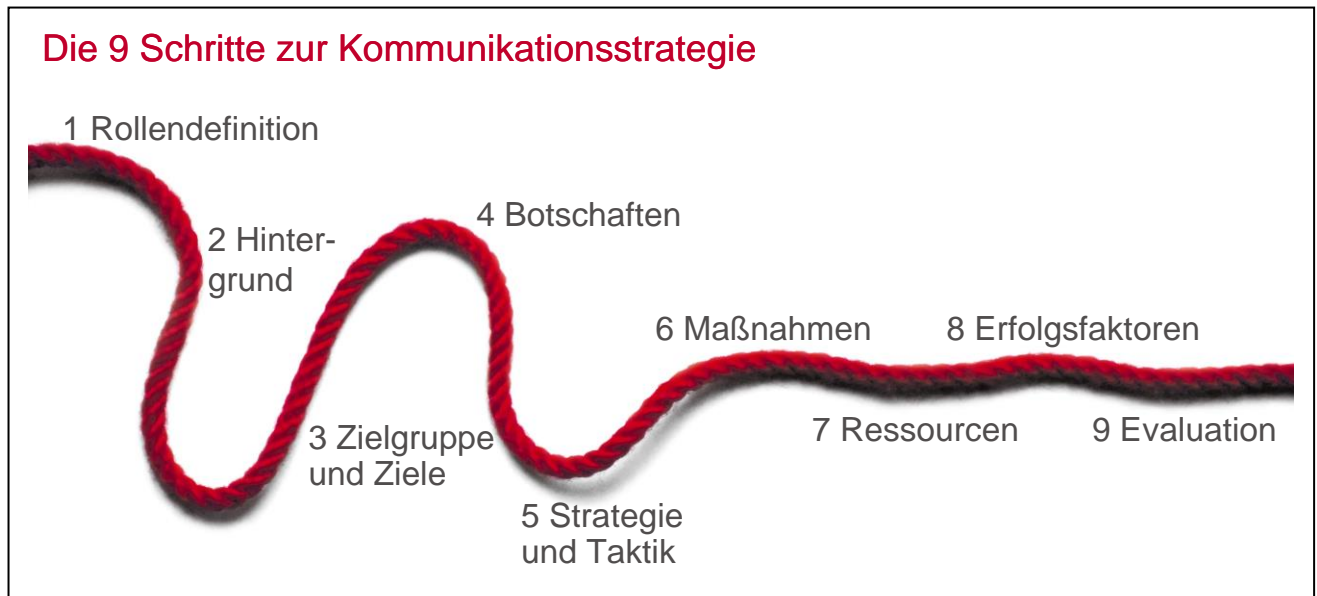 Die 9 Schritte zur Kommunikationsstrategie
1 Rollendefinition
2 Hinter-
grund
3 Zielgruppe
und Ziele
4 Botschaften
5 Strategie
und Taktik
6 Maßnahmen
7 Ressourcen
8 Erfolgsfaktoren
9 Evaluation